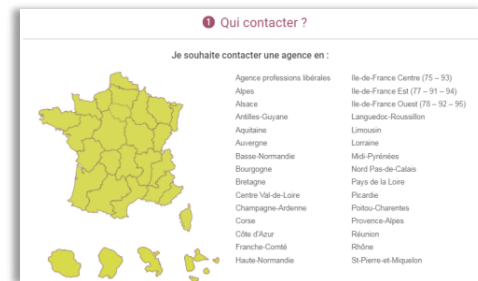 1 Qui contacter ?
Je souhaite contacter une agence en :
Agence professions libérales
Alpes
Alsace
Antilles-Guyane
Aquitaine
Auvergne
Basse-Normandie
Bourgogne
Bretagne
Centre Val-de-Loire
Champagne-Ardenne
Corse
Côte d'Azur
Franche-Comté
Haute-Normandie
Ile-de-France Centre (75 – 93)
Ile-de-France Est (77 – 91 – 94)
Ile-de-France Ouest (78 – 92 – 95)
Languedoc-Roussillon
Limousin
Lorraine
Midi-Pyrénées
Nord Pas-de-Calais
Pays de la Loire
Picardie
Poitou-Charentes
Provence-Alpes
Réunion
Rhône
St-Pierre-et-Miquelon